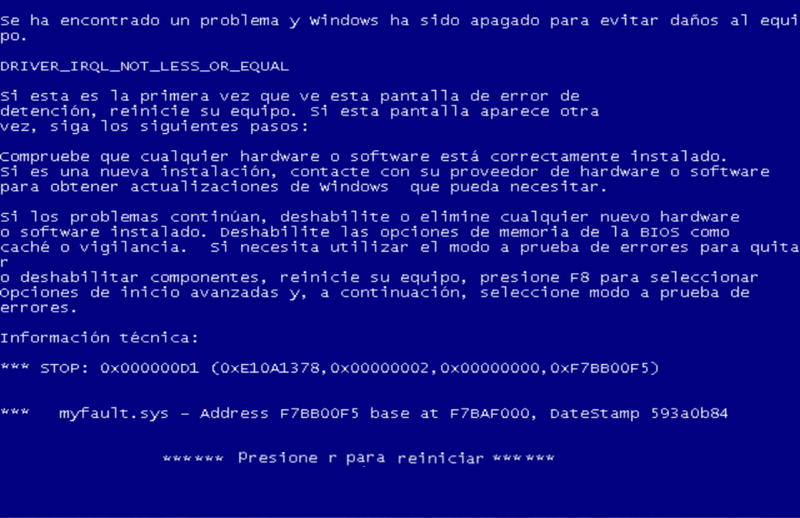 Se ha encontrado un problema y Windows ha sido apagado para evitar daños al equi
po.
DRIVER_IRQL_NOT_LESS_OR_EQUAL
Si esta es la primera vez que ve esta pantalla de error de
detención, reinicie su equipo. Si esta pantalla aparece otra
vez, siga los siguientes pasos:
Compruebe que cualquier hardware o software está correctamente instalado.
Si es una nueva instalación, contacte con su proveedor de hardware o software
para obtener actualizaciones de Windows  que pueda necesitar.
Si los problemas continúan, deshabilite o elimine cualquier nuevo hardware
o software instalado. Deshabilite las opciones de memoria de la BIOS como
caché o vigilancia.  Si necesita utilizar el modo a prueba de errores para quita
r
o deshabilitar componentes, reinicie su equipo, presione F8 para seleccionar
Opciones de inicio avanzadas y, a continuación, seleccione modo a prueba de
errores.
Información técnica:
*** STOP: 0x000000D1 (0xE10A1378,0x00000002,0x00000000,0xF7BB00F5)
***   myfault.sys – Address F7BB00F5 base at F7BAF000, DateStamp 593a0b84
****** Presione r para reiniciar ******